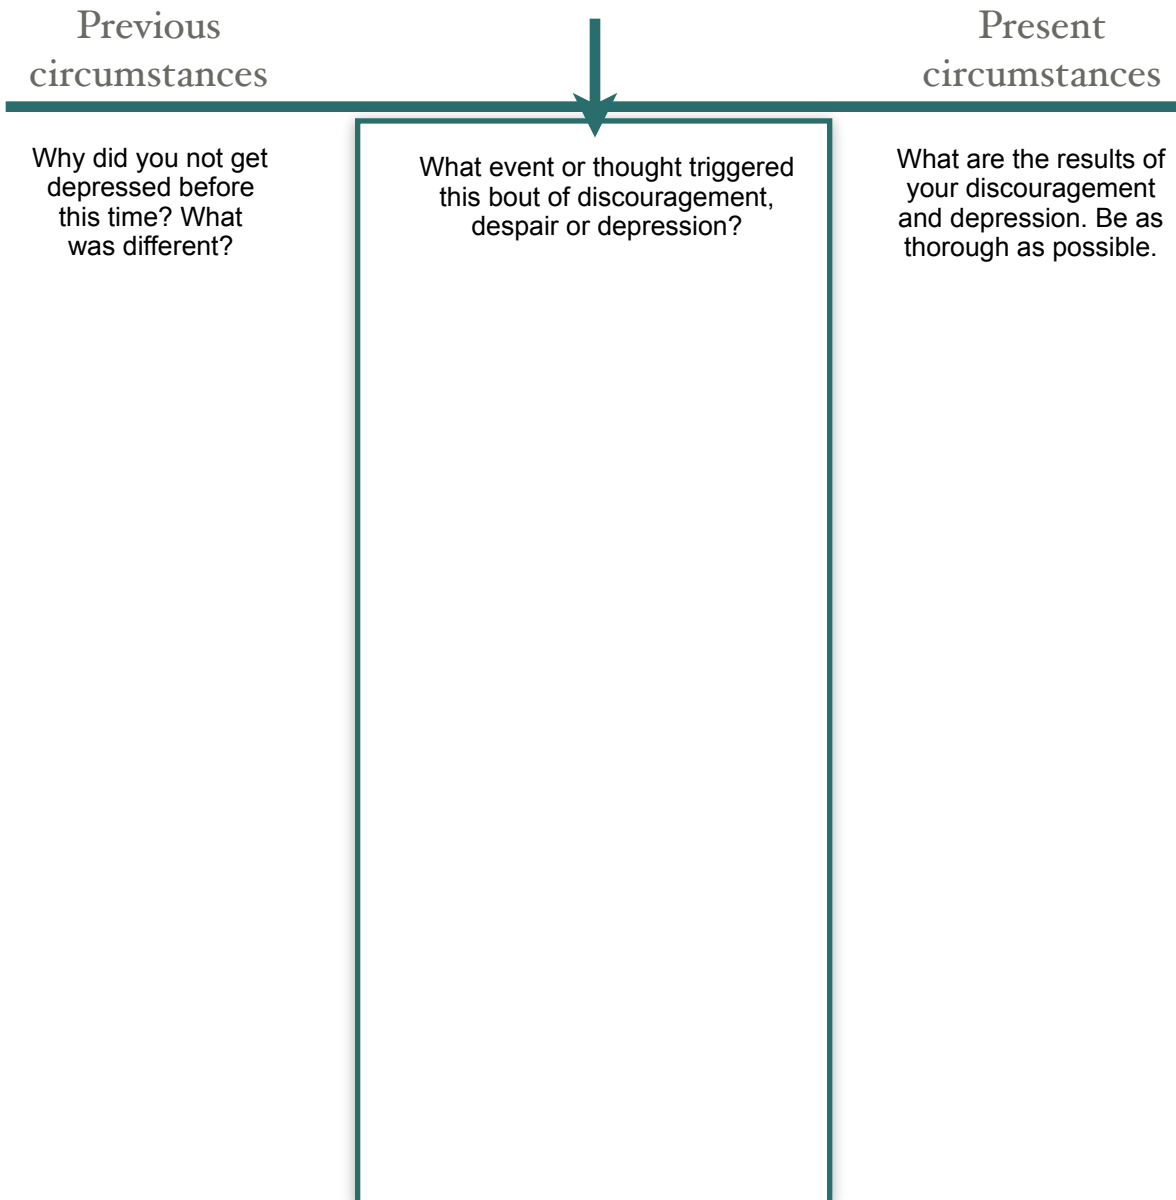 Previous
circumstances
Present
circumstances
Why did you not get
depressed before
this time? What
was different?
What event or thought triggered
this bout of discouragement,
despair or depression?
What are the results of
your discouragement
and depression. Be as
thorough as possible.